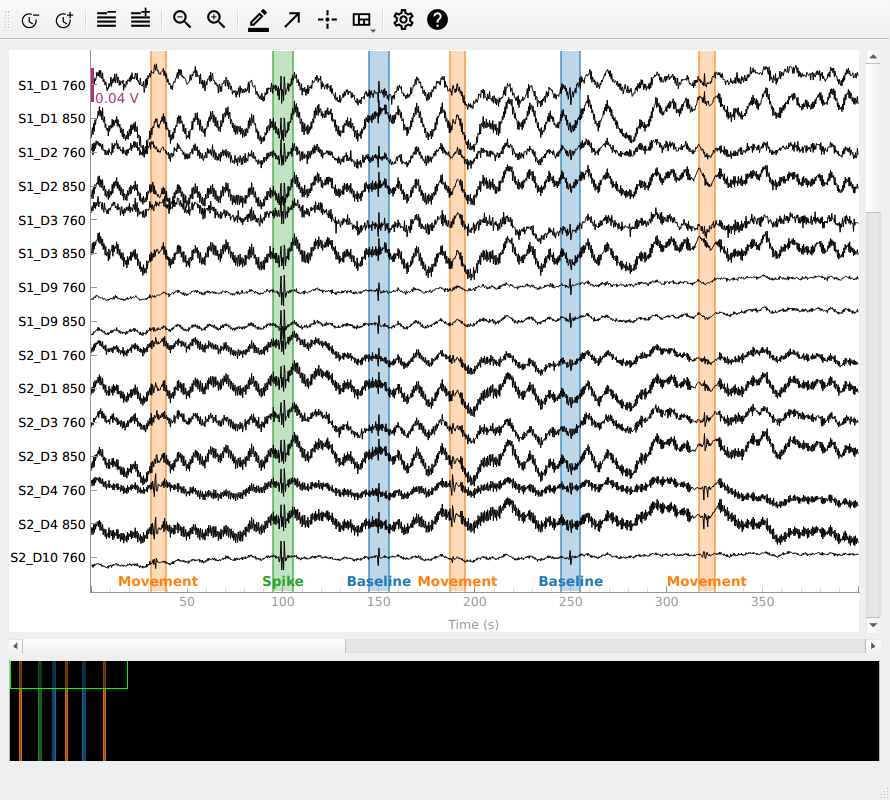 S1_D1 760
0.04 V
S1_D1 850
S1_D2 760
S1_D2 850
S1_D3 760
S1_D3 850
S1_D9 760
S1_D9 850
S2_D1 760
S2_D1 850
S2_D3 760
S2_D3 850
S2_D4 760
S2_D4 850
S2_D10 760
Movement Spike Baseline Movement Baseline Movement
50 100 150 200 250 300 350
Time (s)